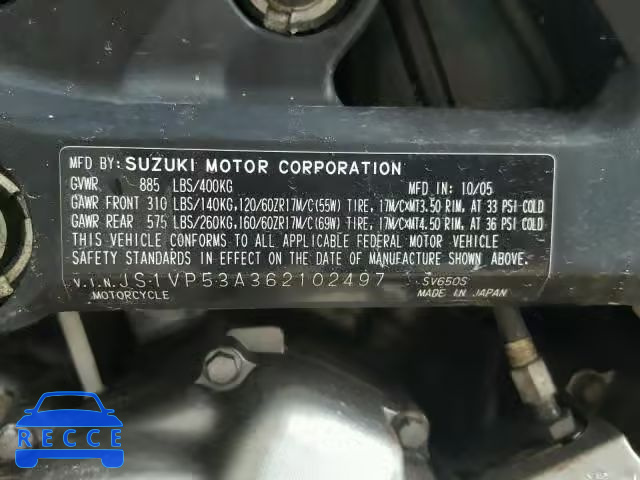 MFD BY: SUZUKI MOTOR CORPORATION
GVWR 885 LBS/400KG MFD IN: 10/05
GAWR FRONT 310 LBS/140KG,120/60ZR17M/C(55W) TIRE, 17M/C×MT3.50 RIM, AT 33 PSI COLD
GAWR REAR 575 LBS/260KG,160/60ZR17M/C(69W) TIRE, 17M/C×MT4.50 RIM, AT 36 PSI COLD
THIS VEHICLE CONFORMS TO ALL APPLICABLE FEDERAL MOTOR VEHICLE
SAFETY STANDARDS IN EFFECT ON THE DATE OF MANUFACTURE SHOWN ABOVE.
V.I.N. JS1VP53A362102497 SV650S
MOTORCYCLE MADE IN JAPAN
RECCE